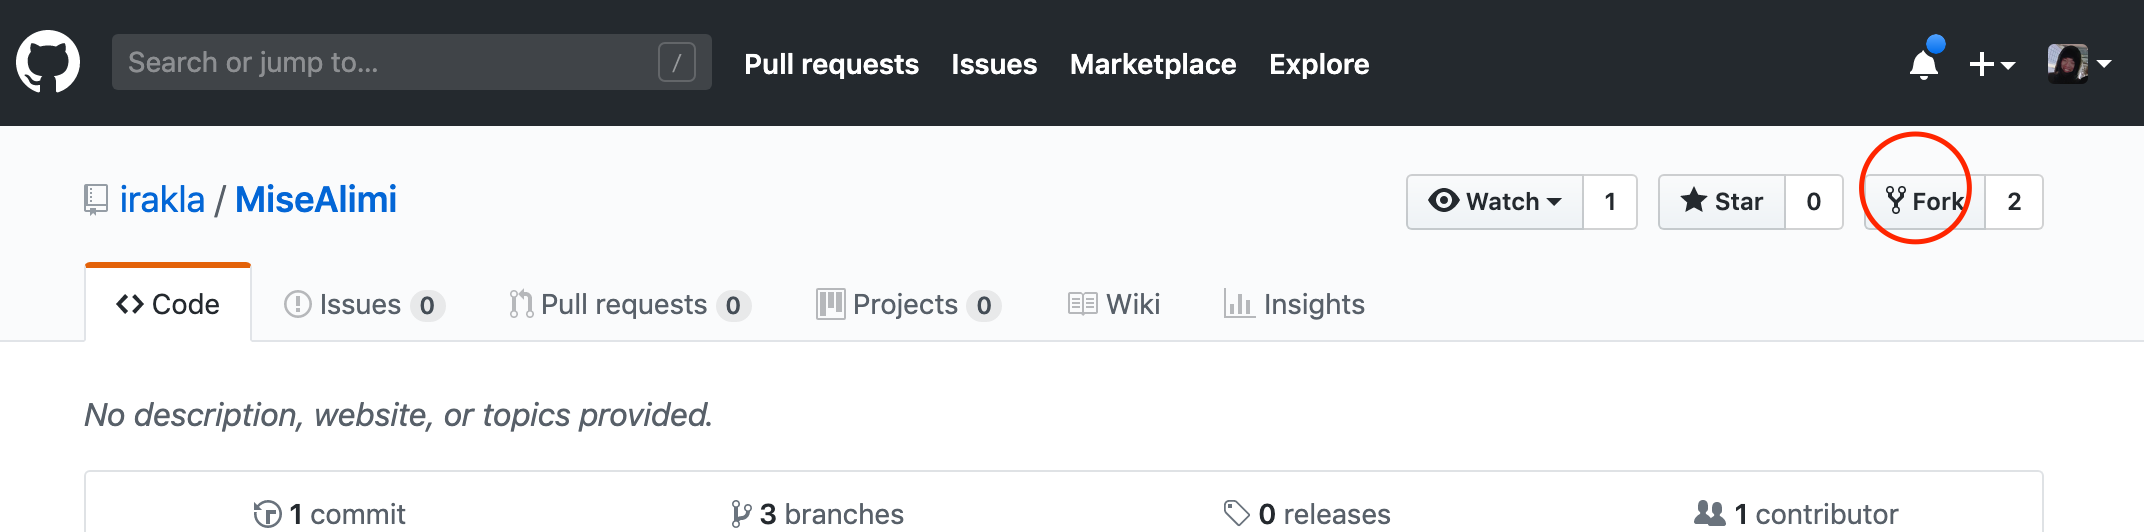 Search or jump to... / Pull requests Issues Marketplace Explore
irakla / MiseAlimi Watch 1 Star 0 Fork 2
Code Issues 0 Pull requests 0 Projects 0 Wiki Insights
No description, website, or topics provided.
1 commit 3 branches 0 releases 1 contributor